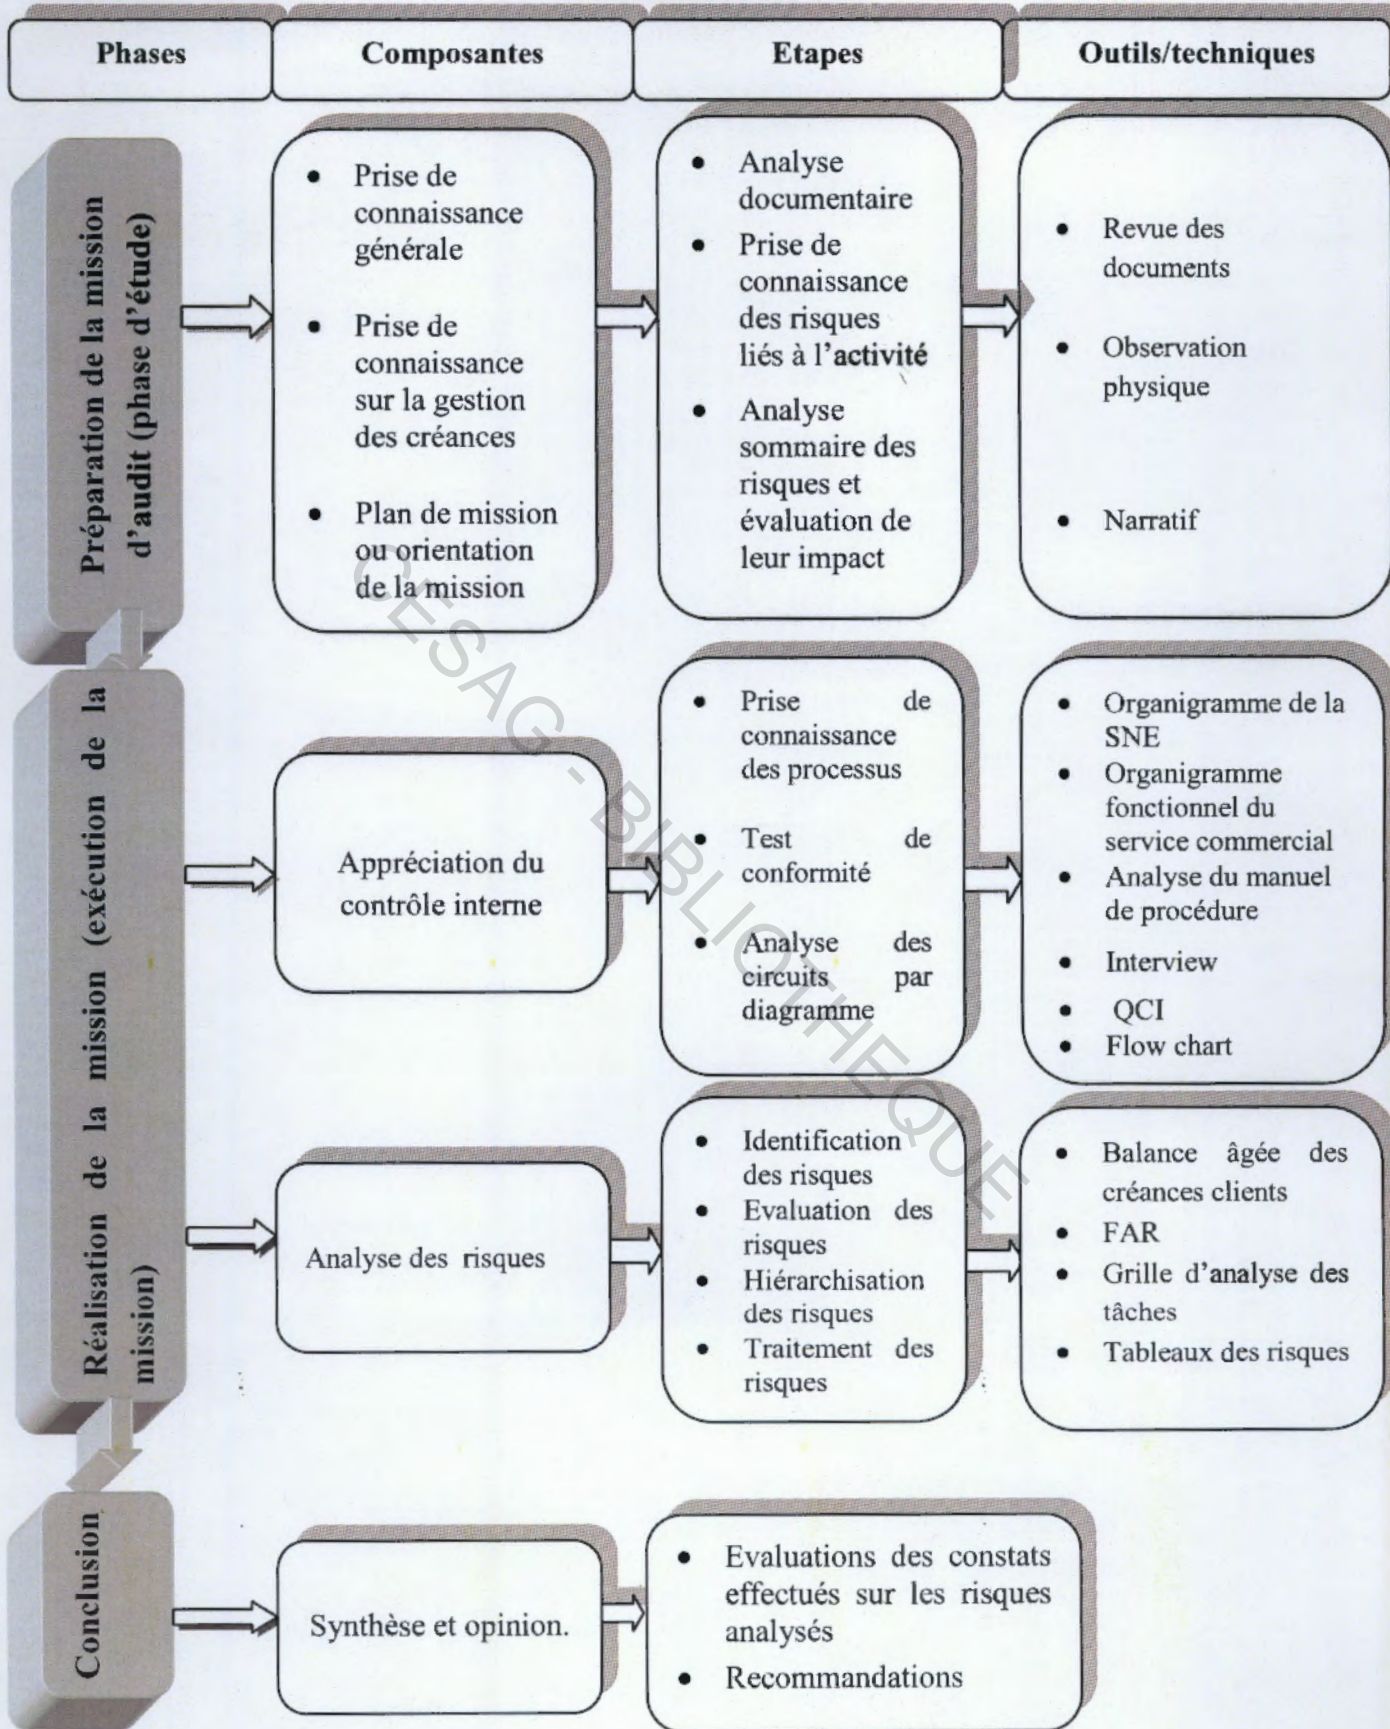 Phases
Composantes
Etapes
Outils/techniques
Préparation de la mission
d'audit (phase d'étude)
• Prise de
connaissance
générale
• Prise de
connaissance
sur la gestion
des créances
• Plan de mission
ou orientation
de la mission
• Analyse
documentaire
• Prise de
connaissance
des risques
liés à l'activité
• Analyse
sommaire des
risques et
évaluation de
leur impact
• Revue des
documents
• Observation
physique
• Narratif
Réalisation de la mission (exécution de la
mission)
Appréciation du
contrôle interne
• Prise de
connaissance
des processus
• Test de
conformité
• Analyse des
circuits par
diagramme
• Organigramme de la
SNE
• Organigramme
fonctionnel du
service commercial
• Analyse du manuel
de procédure
• Interview
• QCI
• Flow chart
Analyse des risques
• Identification
des risques
• Evaluation des
risques
• Hiérarchisation
des risques
• Traitement des
risques
• Balance âgée des
créances clients
• FAR
• Grille d'analyse des
tâches
• Tableaux des risques
Conclusion
Synthèse et opinion.
• Evaluations des constats
effectués sur les risques
analysés
• Recommandations
CESAG - BIBLIOTHEQUE